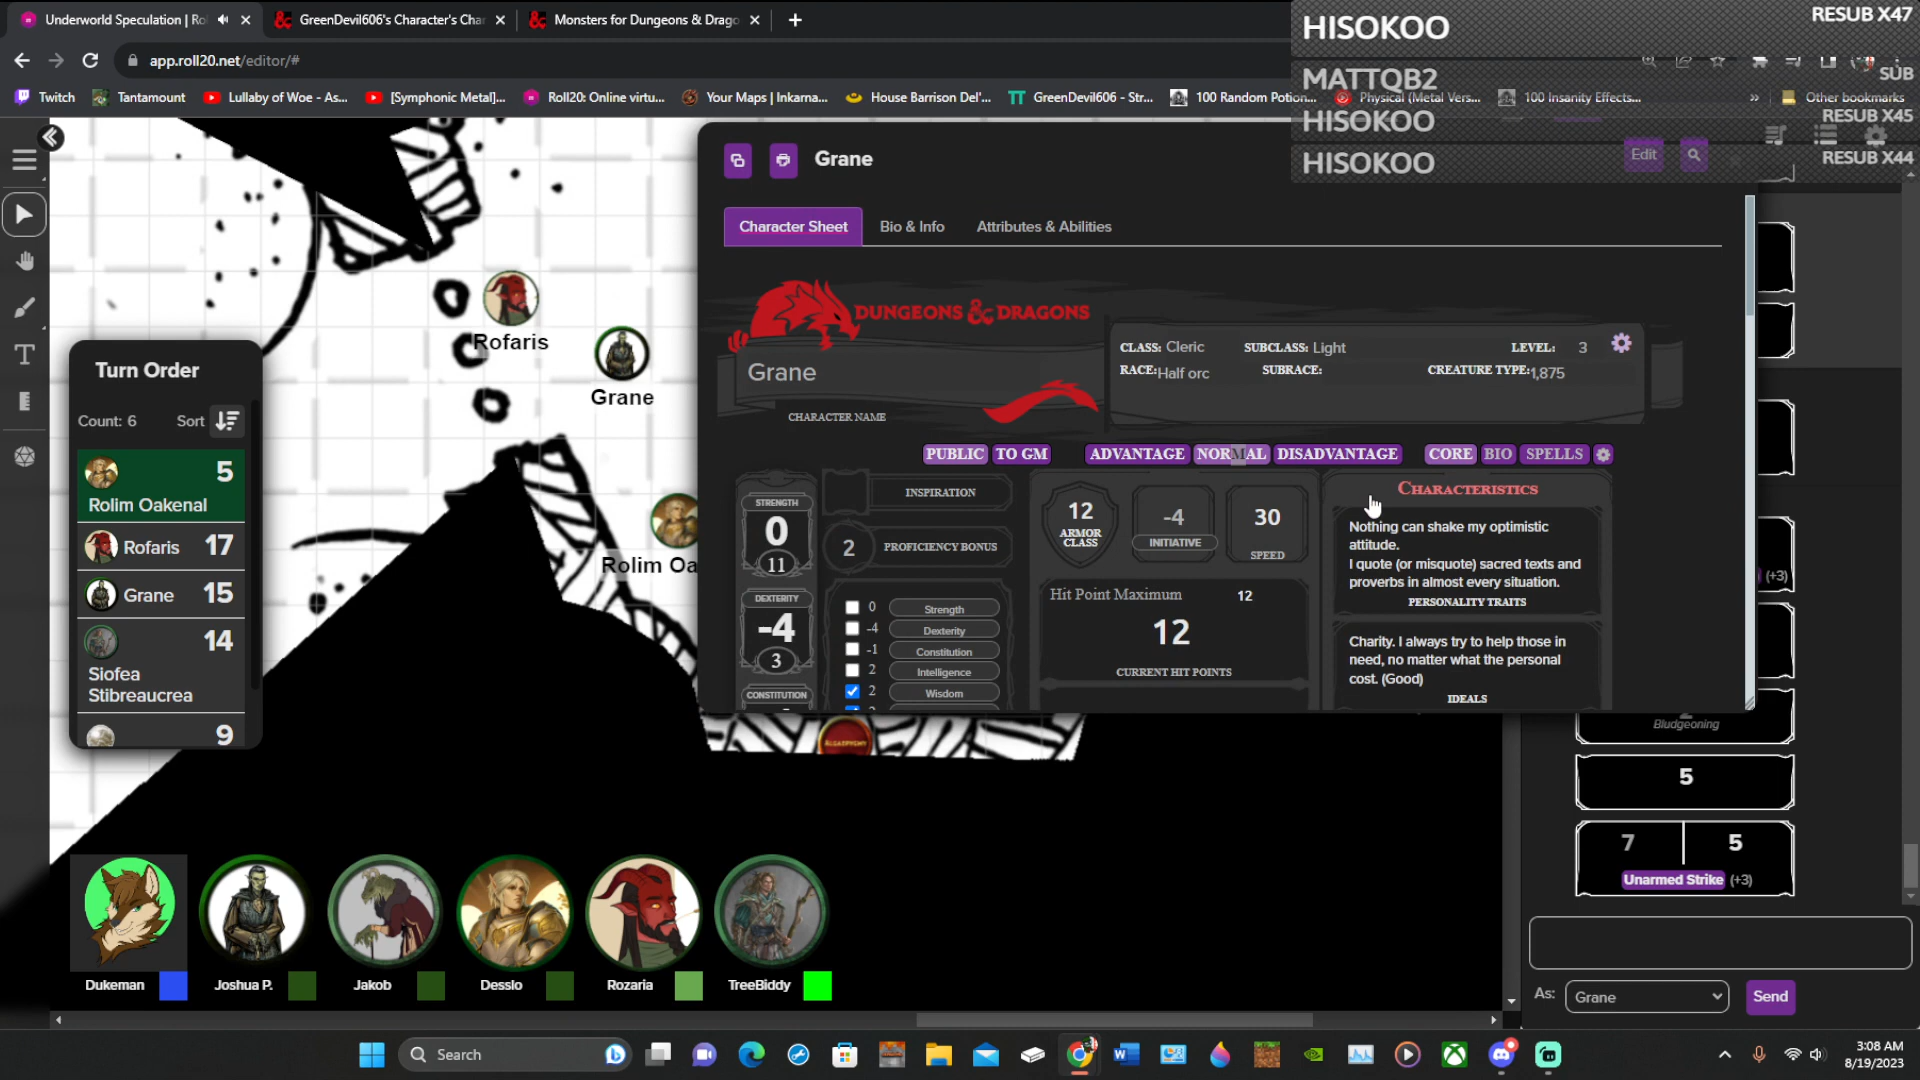 Underworld Speculation | Ro
GreenDevil606's Character's Char
Monsters for Dungeons & Drago
app.roll20.net/editor/#
Twitch
Tantamount
Lullaby of Woe - As...
[Symphonic Metal]...
Roll20: Online virtu...
Your Maps | Inkarna...
House Barrison Del'...
GreenDevil606 - Str...
100 Random Potion...
Physical (Metal Vers...
100 Insanity Effects...
Other bookmarks
HISOKOO
RESUB X47
MATTQB2
SUB
HISOKOO
RESUB X45
HISOKOO
RESUB X44
Grane
Edit
Character Sheet
Bio & Info
Attributes & Abilities
DUNGEONS & DRAGONS
Grane
CHARACTER NAME
CLASS: Cleric
SUBCLASS: Light
LEVEL: 3
RACE: Half orc
SUBRACE:
CREATURE TYPE: 1,875
PUBLIC
TO GM
ADVANTAGE
NORMAL
DISADVANTAGE
CORE
BIO
SPELLS
STRENGTH
0
11
DEXTERITY
-4
3
CONSTITUTION
INSPIRATION
2
PROFICIENCY BONUS
0 Strength
-4 Dexterity
-1 Constitution
2 Intelligence
2 Wisdom
12
ARMOR
CLASS
-4
INITIATIVE
30
SPEED
Hit Point Maximum 12
12
CURRENT HIT POINTS
CHARACTERISTICS
Nothing can shake my optimistic
attitude.
I quote (or misquote) sacred texts and
proverbs in almost every situation.
PERSONALITY TRAITS
Charity. I always try to help those in
need, no matter what the personal
cost. (Good)
IDEALS
Rofaris
Grane
Rolim Oa
Turn Order
Count: 6
Sort
5
Rolim Oakenal
Rofaris 17
Grane 15
14
Siofea
Stibreaucrea
9
(+3)
Bludgeoning
5
7
5
Unarmed Strike (+3)
Dukeman
Joshua P.
Jakob
Desslo
Rozaria
TreeBiddy
As:
Grane
Send
Search
3:08 AM
8/19/2023